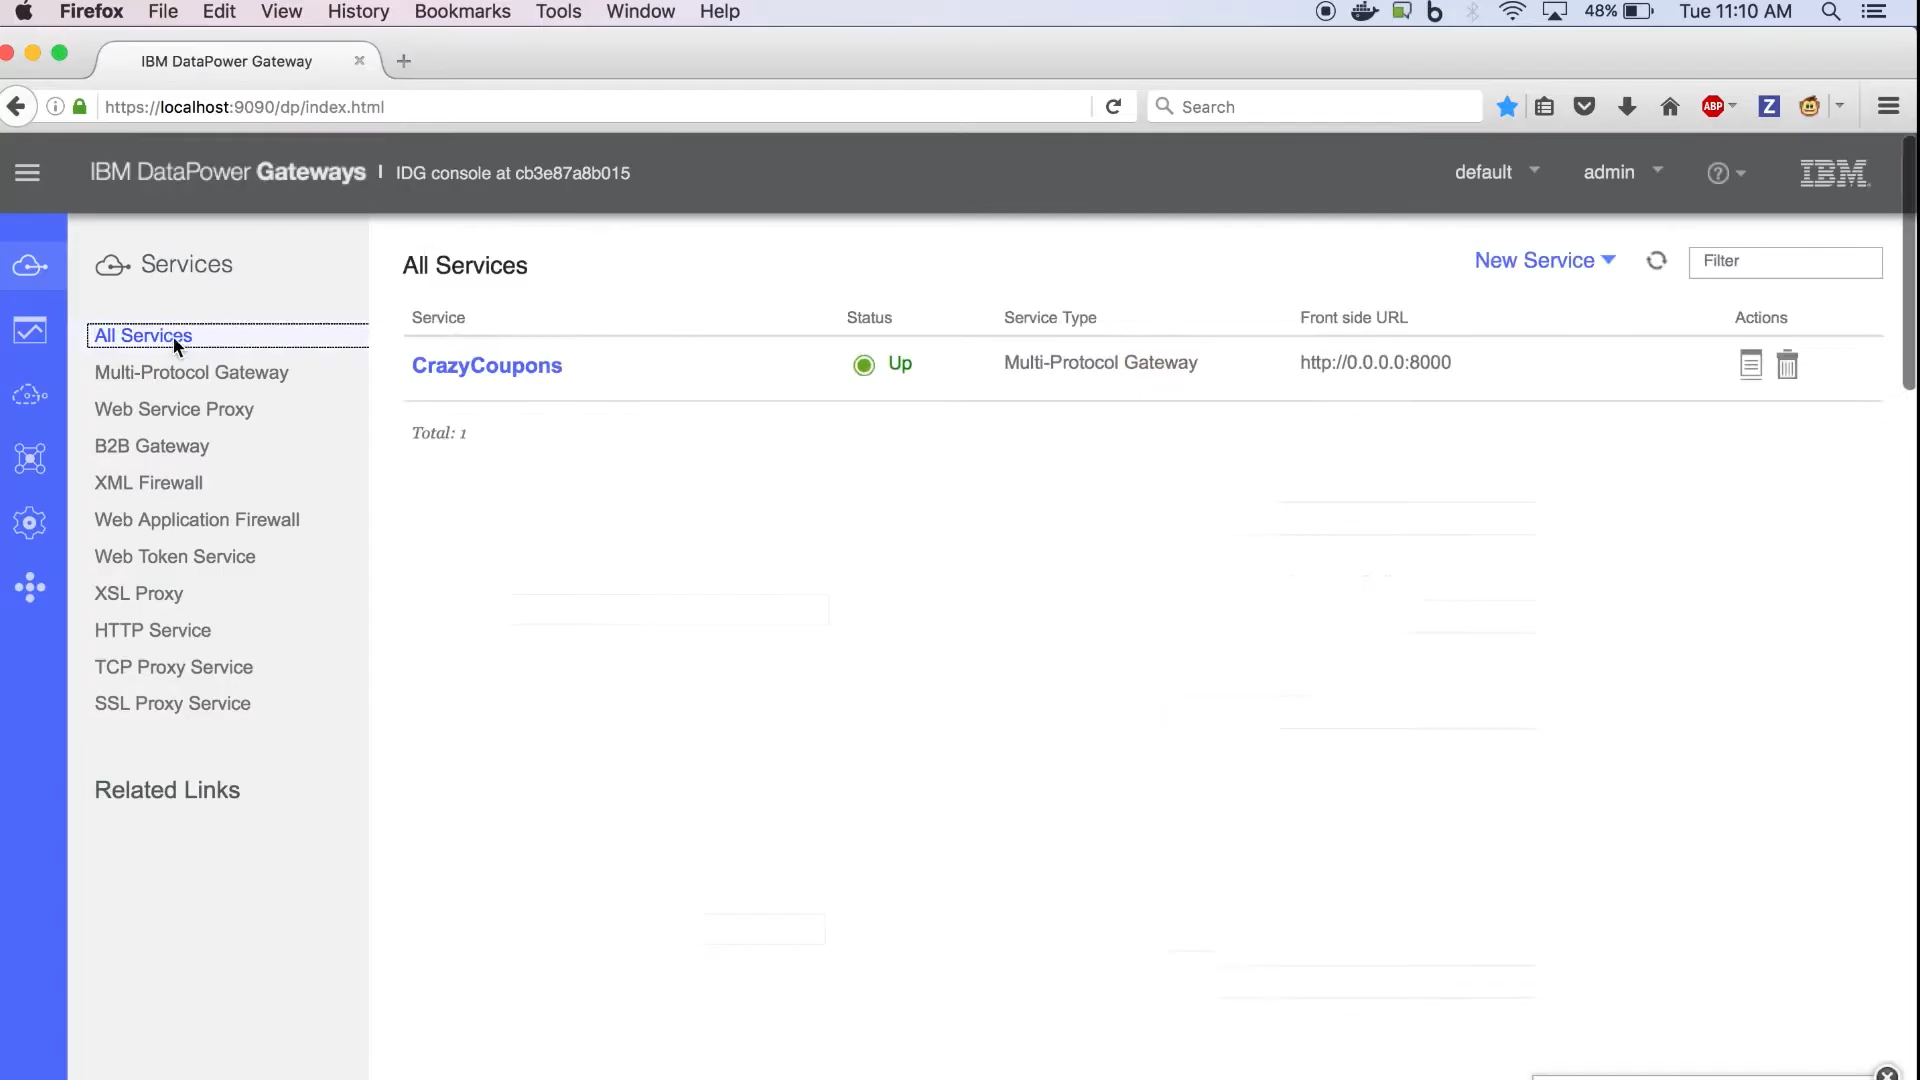 Firefox File Edit View History Bookmarks Tools Window Help 48% Tue 11:10 AM
IBM DataPower Gateway
https://localhost:9090/dp/index.html Search ABP Z
IBM DataPower Gateways | IDG console at cb3e87a8b015 default admin ? IBM
Services
All Services
Multi-Protocol Gateway
Web Service Proxy
B2B Gateway
XML Firewall
Web Application Firewall
Web Token Service
XSL Proxy
HTTP Service
TCP Proxy Service
SSL Proxy Service
Related Links
All Services New Service Filter
Service Status Service Type Front side URL Actions
CrazyCoupons Up Multi-Protocol Gateway http://0.0.0.0:8000
Total: 1